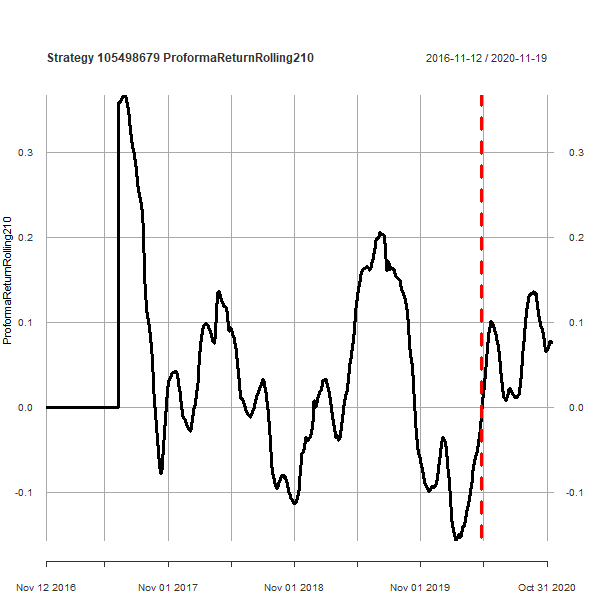 Strategy 105498679 ProformaReturnRolling210
2016-11-12 / 2020-11-19
ProformaReturnRolling210
0.3
0.3
0.2
0.2
0.1
0.1
0.0
0.0
-0.1
-0.1
Nov 12 2016
Nov 01 2017
Nov 01 2018
Nov 01 2019
Oct 31 2020